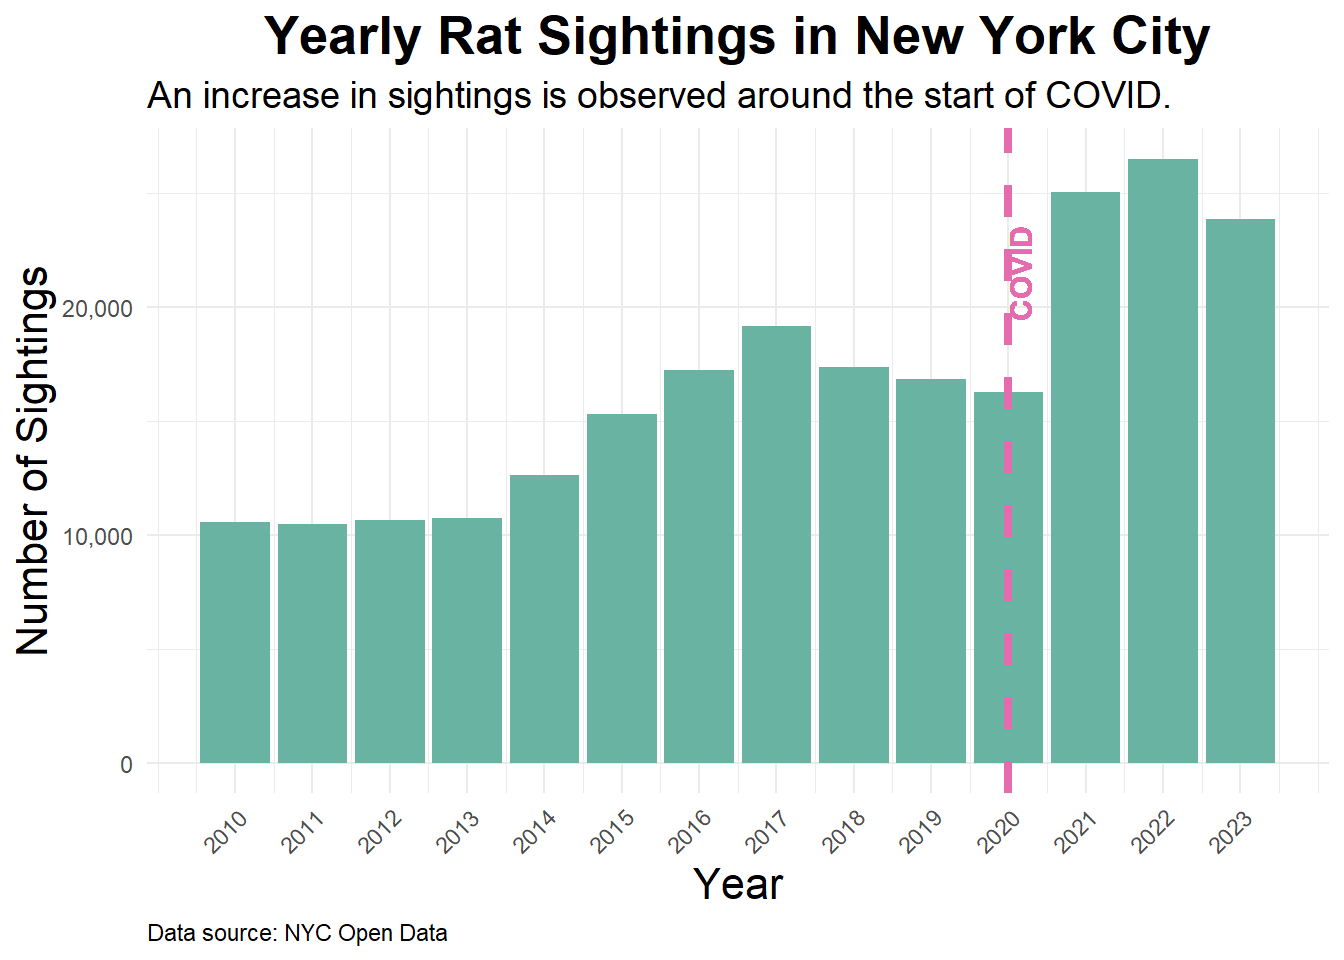 Yearly Rat Sightings in New York City
An increase in sightings is observed around the start of COVID.
Number of Sightings
20,000
10,000
0
COVID
2010
2011
2012
2013
2014
2015
2016
2017
2018
2019
2020
2021
2022
2023
Year
Data source: NYC Open Data